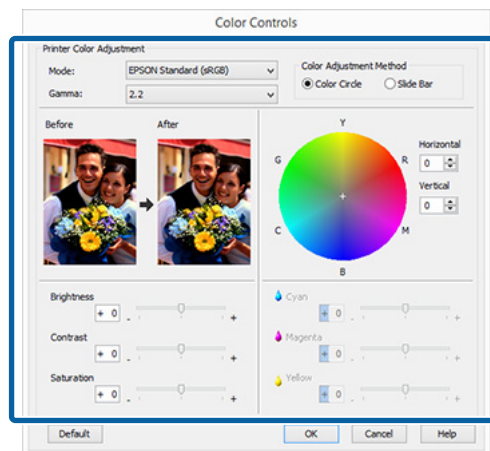 Color Controls
Printer Color Adjustment
Mode: EPSON Standard (sRGB)
Gamma: 2.2
Color Adjustment Method
Color Circle Slide Bar
Before After
Y
G R
C M
B
Horizontal
0
Vertical
0
Brightness
+ 0 - +
Contrast
+ 0 - +
Saturation
+ 0 - +
Cyan
+ 0 - +
Magenta
+ 0 - +
Yellow
+ 0 - +
Default OK Cancel Help